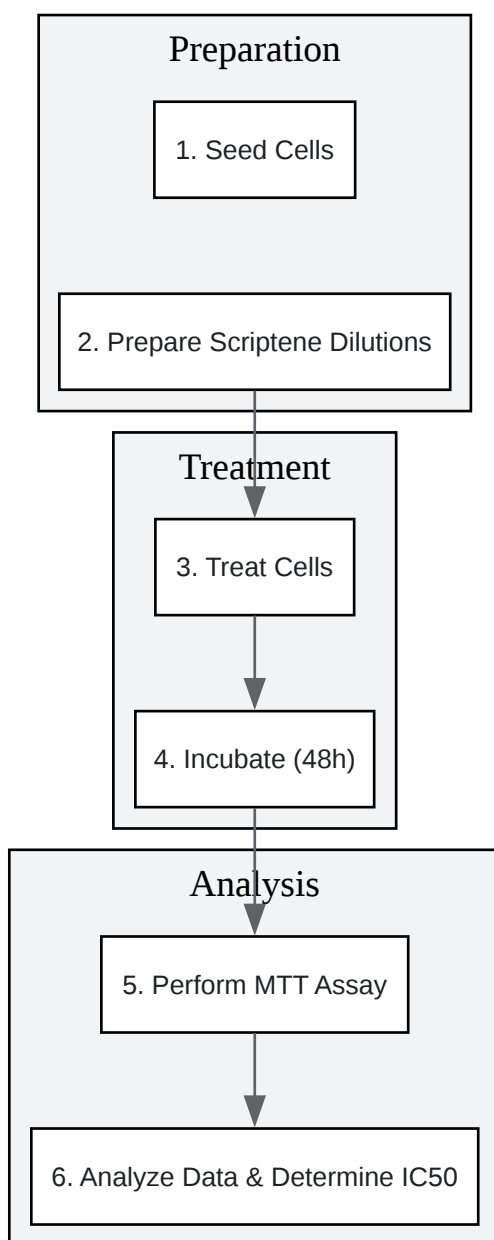 Preparation
1. Seed Cells
2. Prepare Scriptene Dilutions
Treatment
3. Treat Cells
4. Incubate (48h)
Analysis
5. Perform MTT Assay
6. Analyze Data & Determine IC50